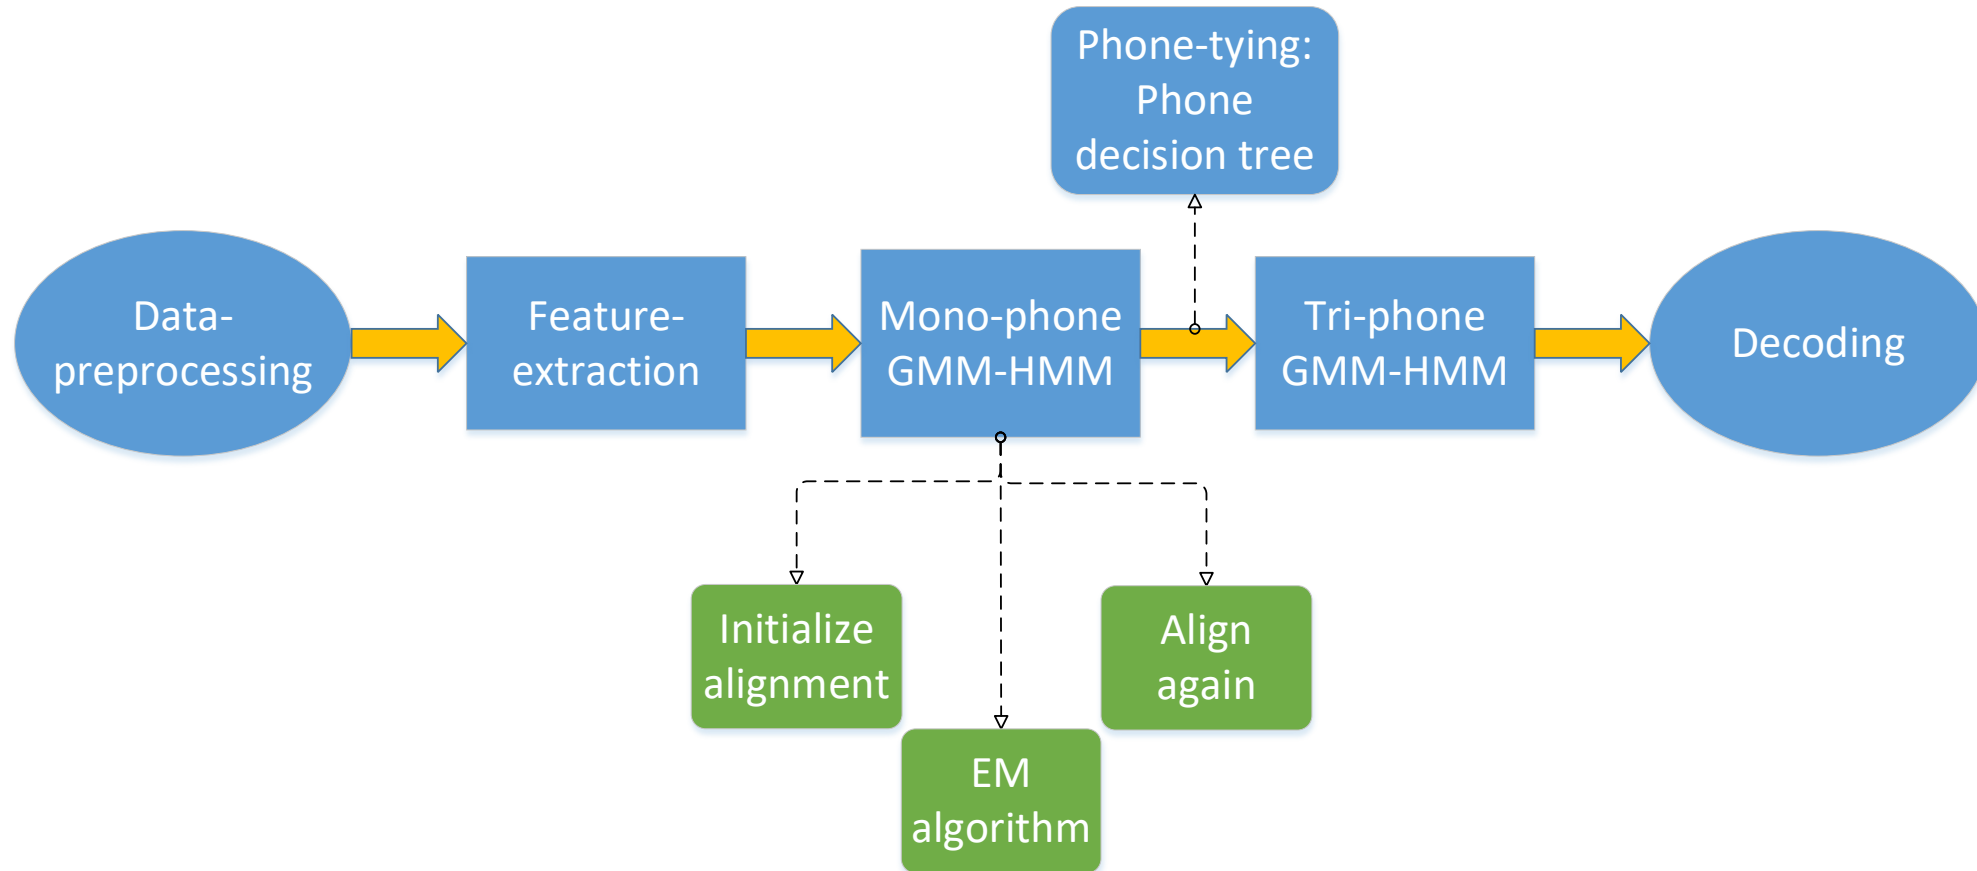 Phone-tying:
Phone
decision tree
Data-
preprocessing
Feature-
extraction
Mono-phone
GMM-HMM
Tri-phone
GMM-HMM
Decoding
Initialize
alignment
EM
algorithm
Align
again